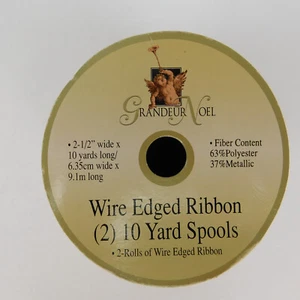 GRANDEUR NOEL
• 2-1/2" wide x
10 yards long/
6.35cm wide x
9.1m long
• Fiber Content
63%Polyester
37%Metallic
Wire Edged Ribbon
(2) 10 Yard Spools
• 2-Rolls of Wire Edged Ribbon